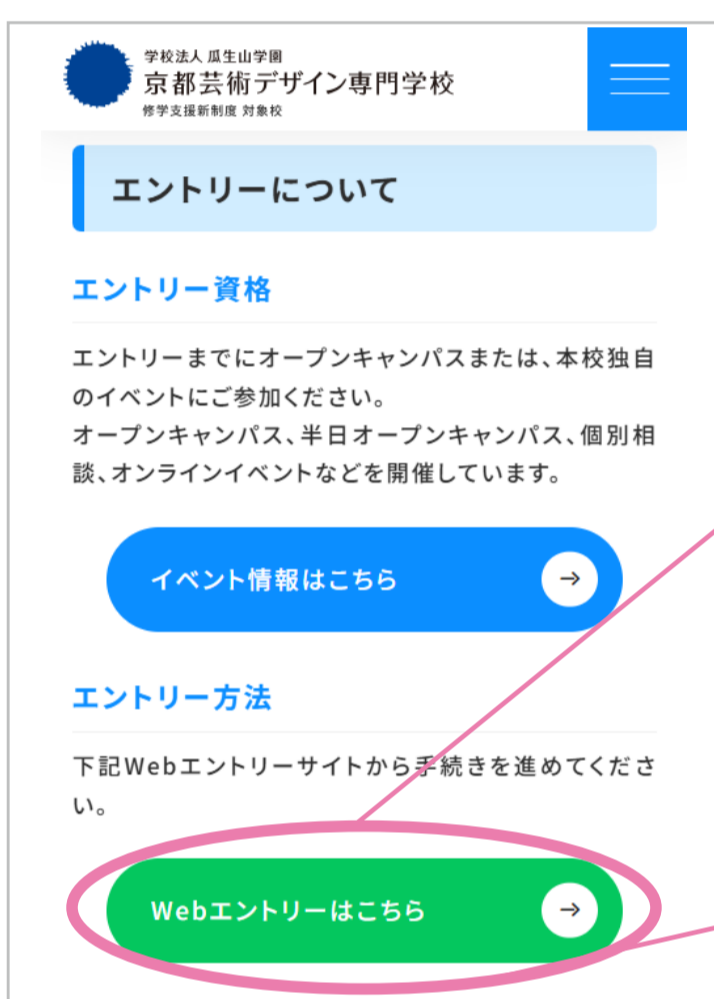 学校法人 瓜生山学園
京都芸術デザイン専門学校
修学支援新制度 対象校
エントリーについて
エントリー資格
エントリーまでにオープンキャンパスまたは、本校独自
のイベントにご参加ください。
オープンキャンパス、半日オープンキャンパス、個別相
談、オンラインイベントなどを開催しています。
イベント情報はこちら
エントリー方法
下記Webエントリーサイトから手続きを進めてくださ
い。
Webエントリーはこちら